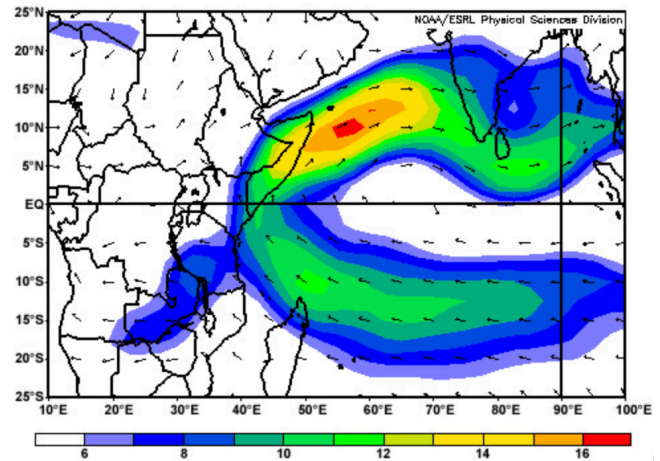 25°N
NOAA/ESRL Physical Sciences Division
20°N
15°N
10°N
5°N
EQ
5°S
10°S
15°S
20°S
25°S
10°E 20°E 30°E 40°E 50°E 60°E 70°E 80°E 90°E 100°E
6 8 10 12 14 16